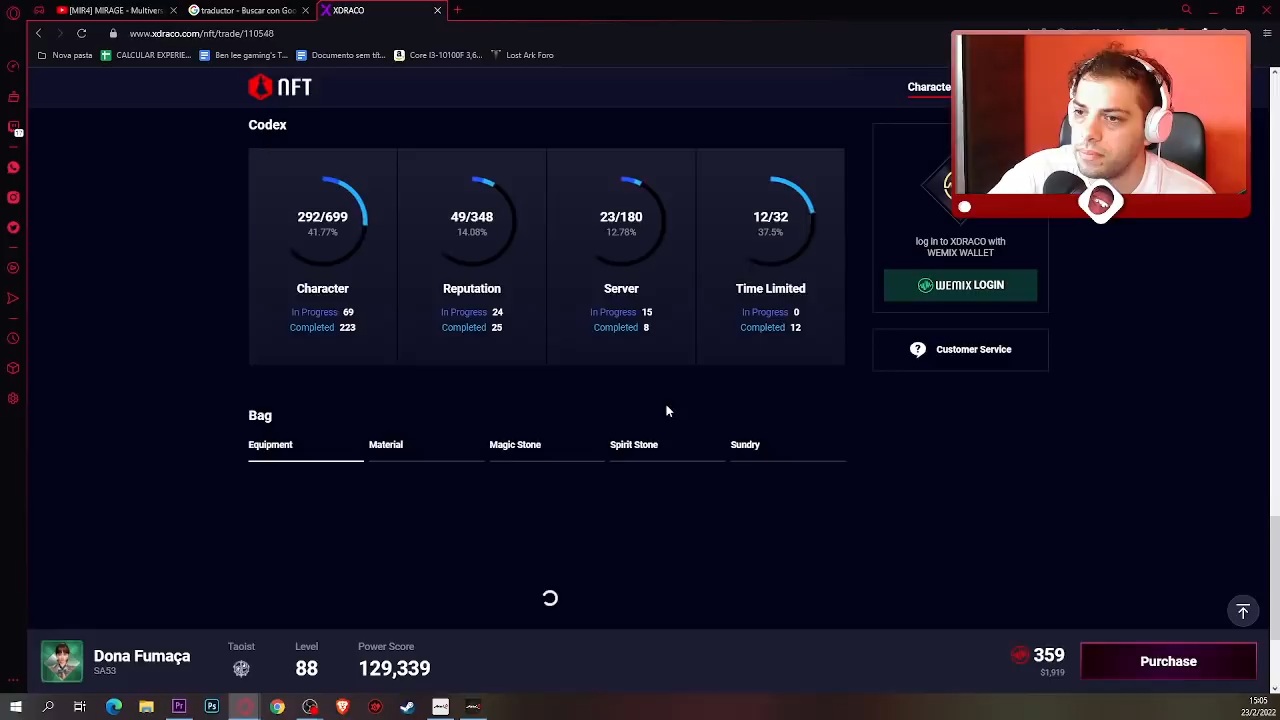 [MIR4] MIRAGE - Multivers
traductor - Buscar con Goo
XDRACO
www.xdraco.com/nft/trade/110548
Nova pasta
CALCULAR EXPERIE...
Ben lee gaming's T...
Documento sem tít...
Core I3-10100F 3,6...
Lost Ark Foro
NFT
Characte
Codex
292/699
41.77%
Character
In Progress 69
Completed 223
49/348
14.08%
Reputation
In Progress 24
Completed 25
23/180
12.78%
Server
In Progress 15
Completed 8
12/32
37.5%
Time Limited
In Progress 0
Completed 12
log in to XDRACO with
WEMIX WALLET
WEMIX LOGIN
Customer Service
Bag
Equipment
Material
Magic Stone
Spirit Stone
Sundry
Dona Fumaça
SA53
Taoist
Level
88
Power Score
129,339
359
$1,919
Purchase
15:05
23/2/2022